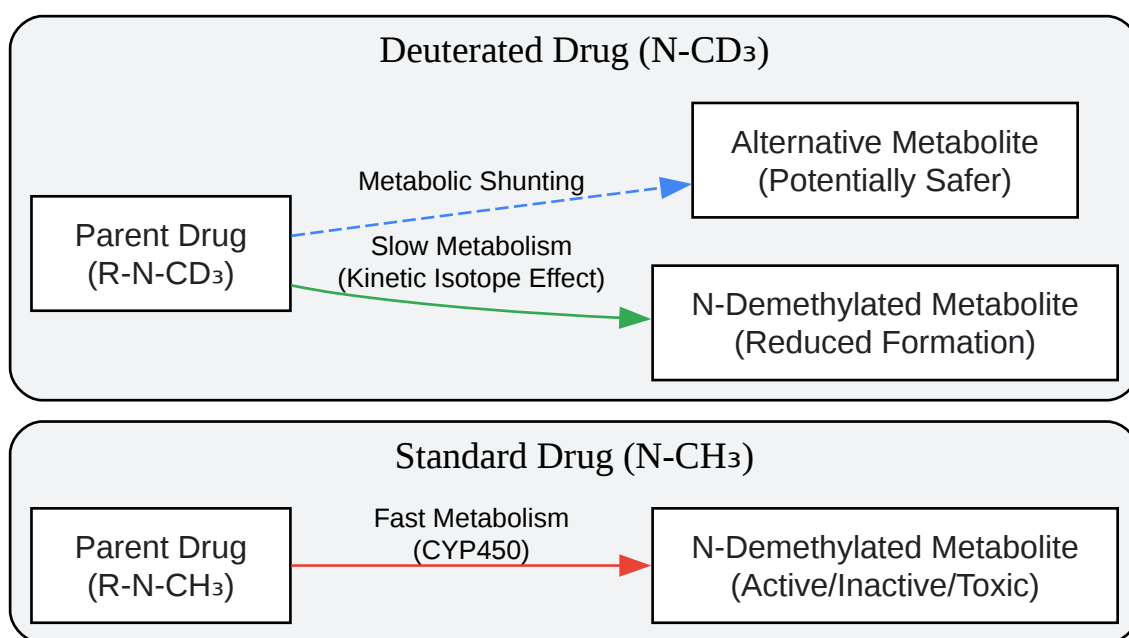 Deuterated Drug (N-CD₃)
Metabolic Shunting
Alternative Metabolite
(Potentially Safer)
Parent Drug
(R-N-CD₃)
Slow Metabolism
(Kinetic Isotope Effect)
N-Demethylated Metabolite
(Reduced Formation)
Standard Drug (N-CH₃)
Parent Drug
(R-N-CH₃)
Fast Metabolism
(CYP450)
N-Demethylated Metabolite
(Active/Inactive/Toxic)